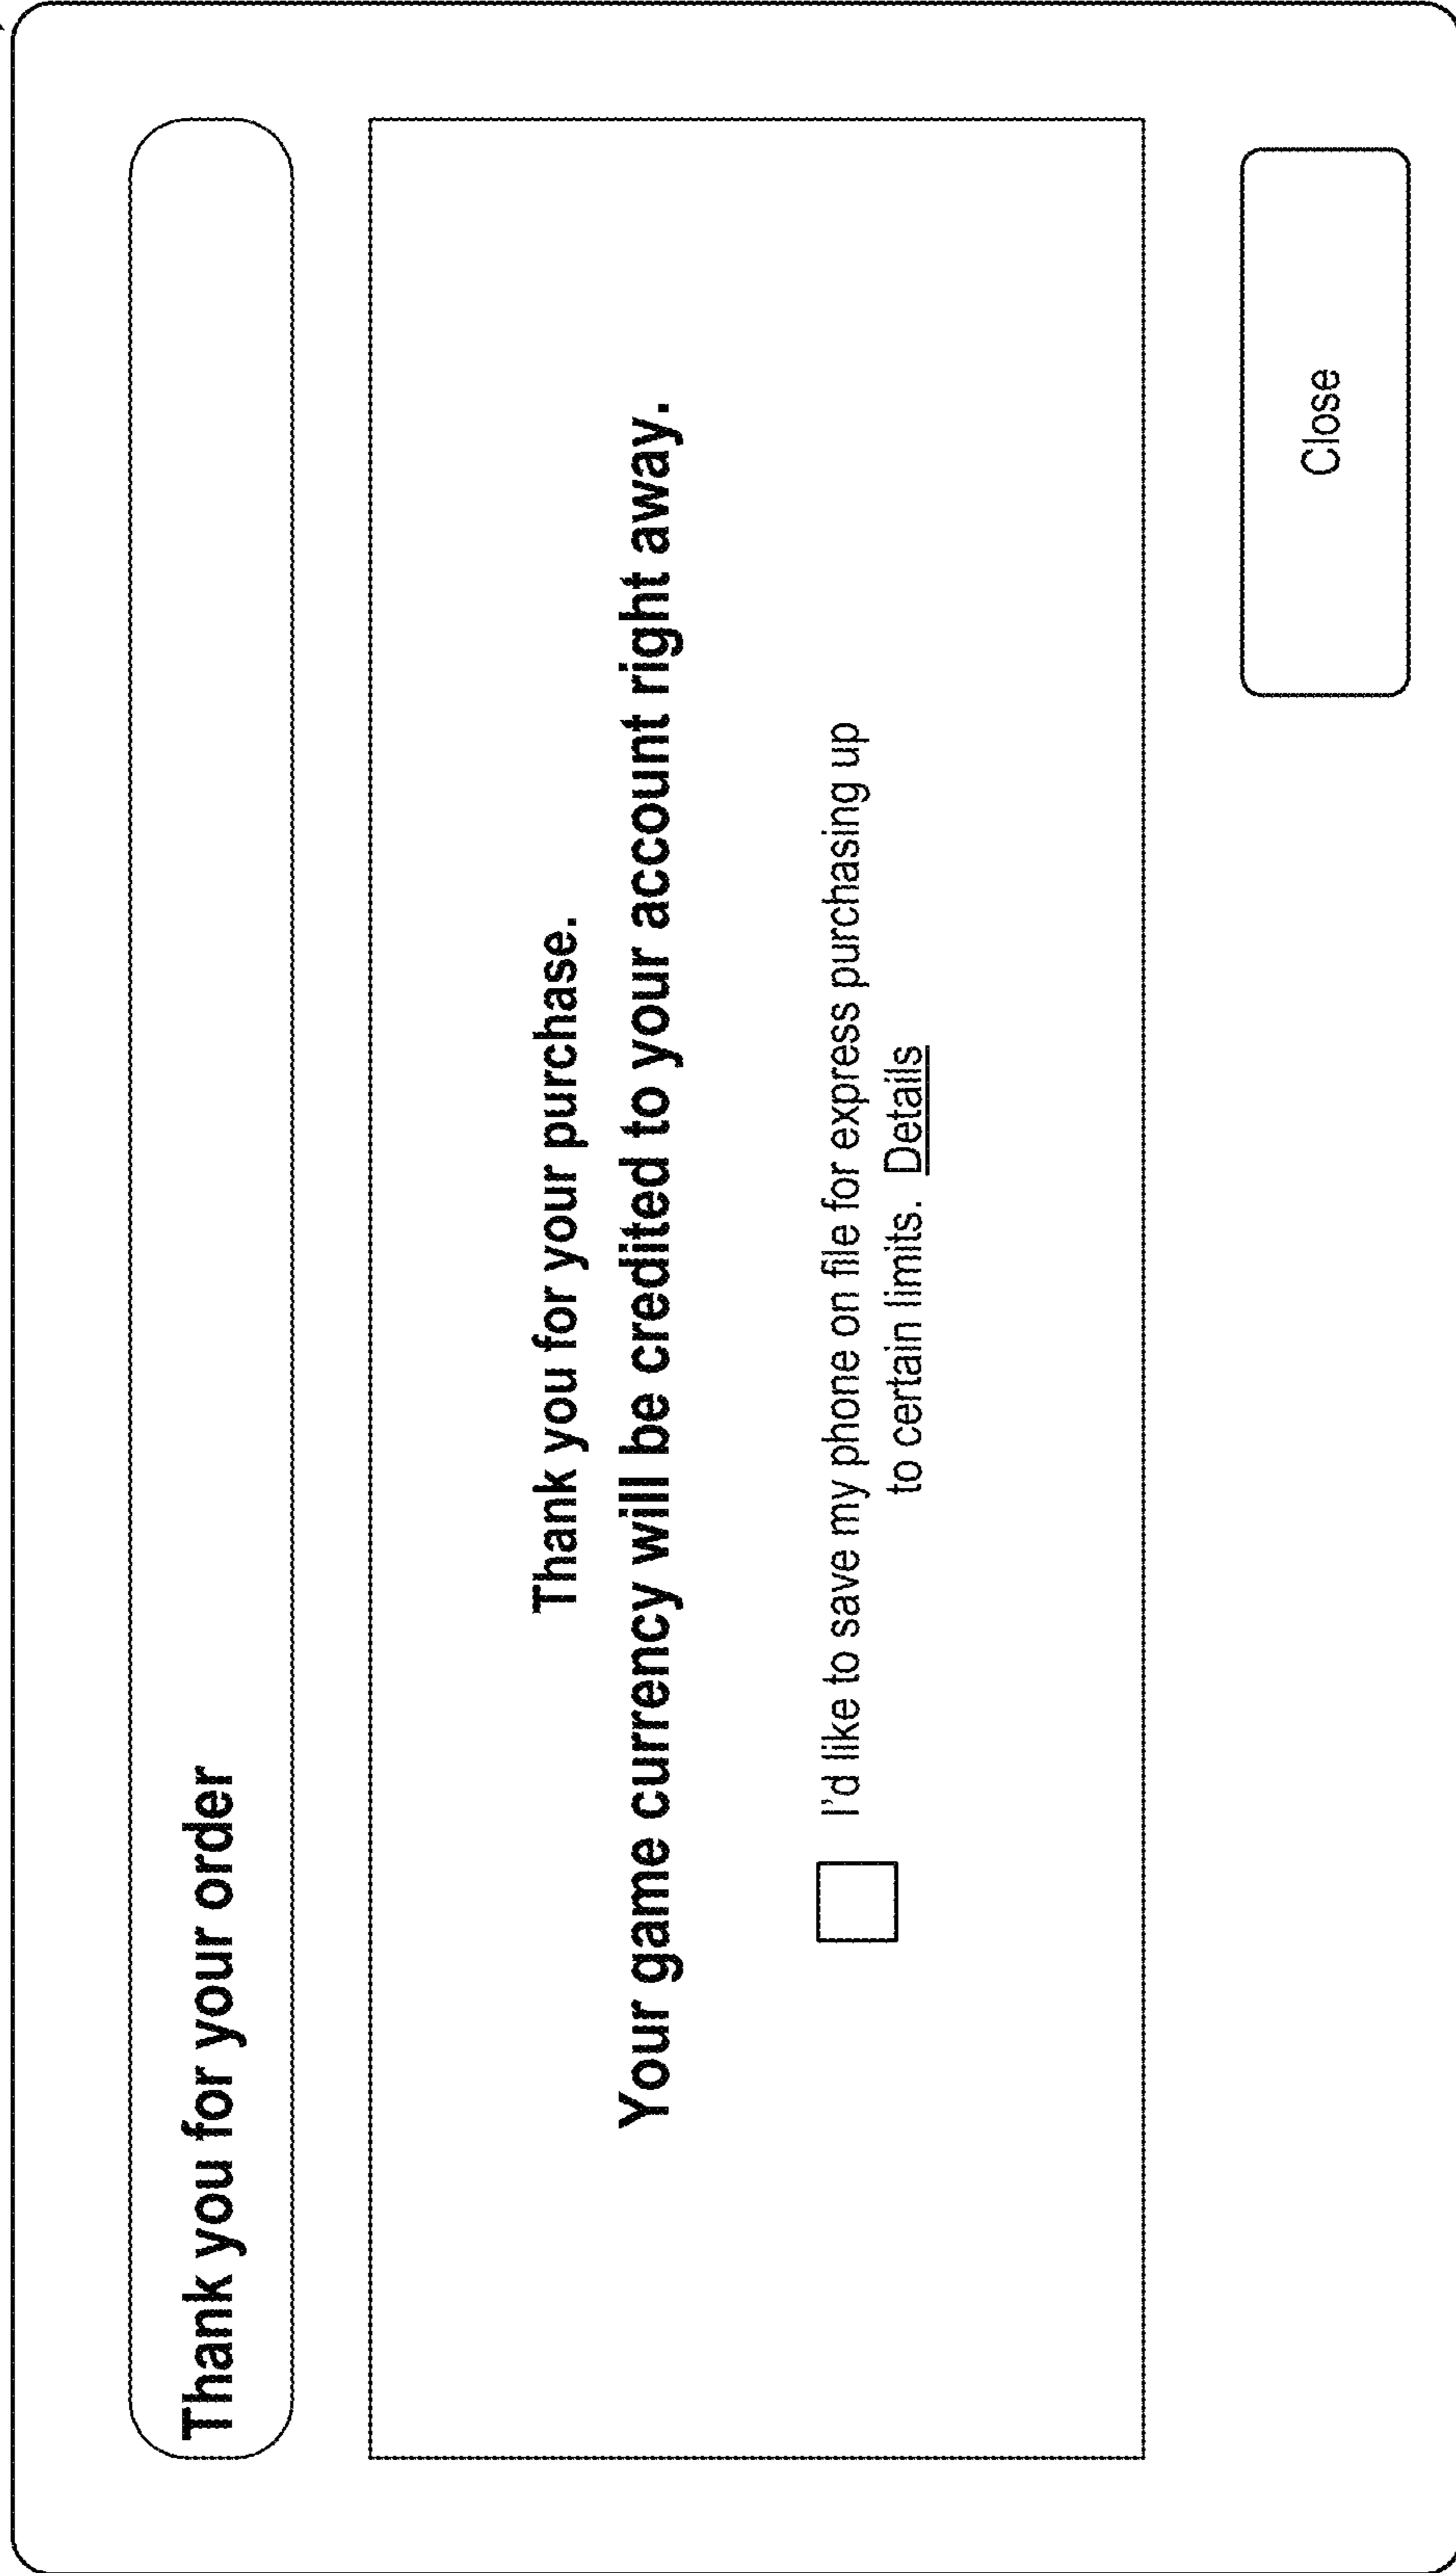 Thank you for your order
Thank you for your purchase.
Your game currency will be credited to your account right away.
I'd like to save my phone on file for express purchasing up
to certain limits. Details
Close